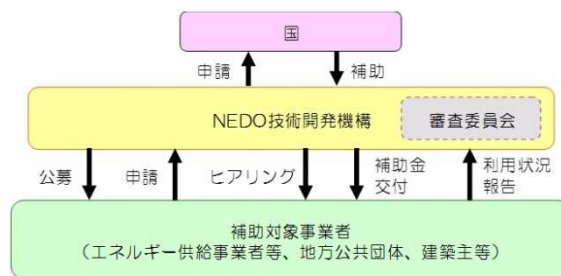 国
申請
補助
NEDO技術開発機構
審査委員会
公募
申請
ヒアリング
補助金
交付
利用状況
報告
補助対象事業者
（エネルギー供給事業者等、地方公共団体、建築主等）